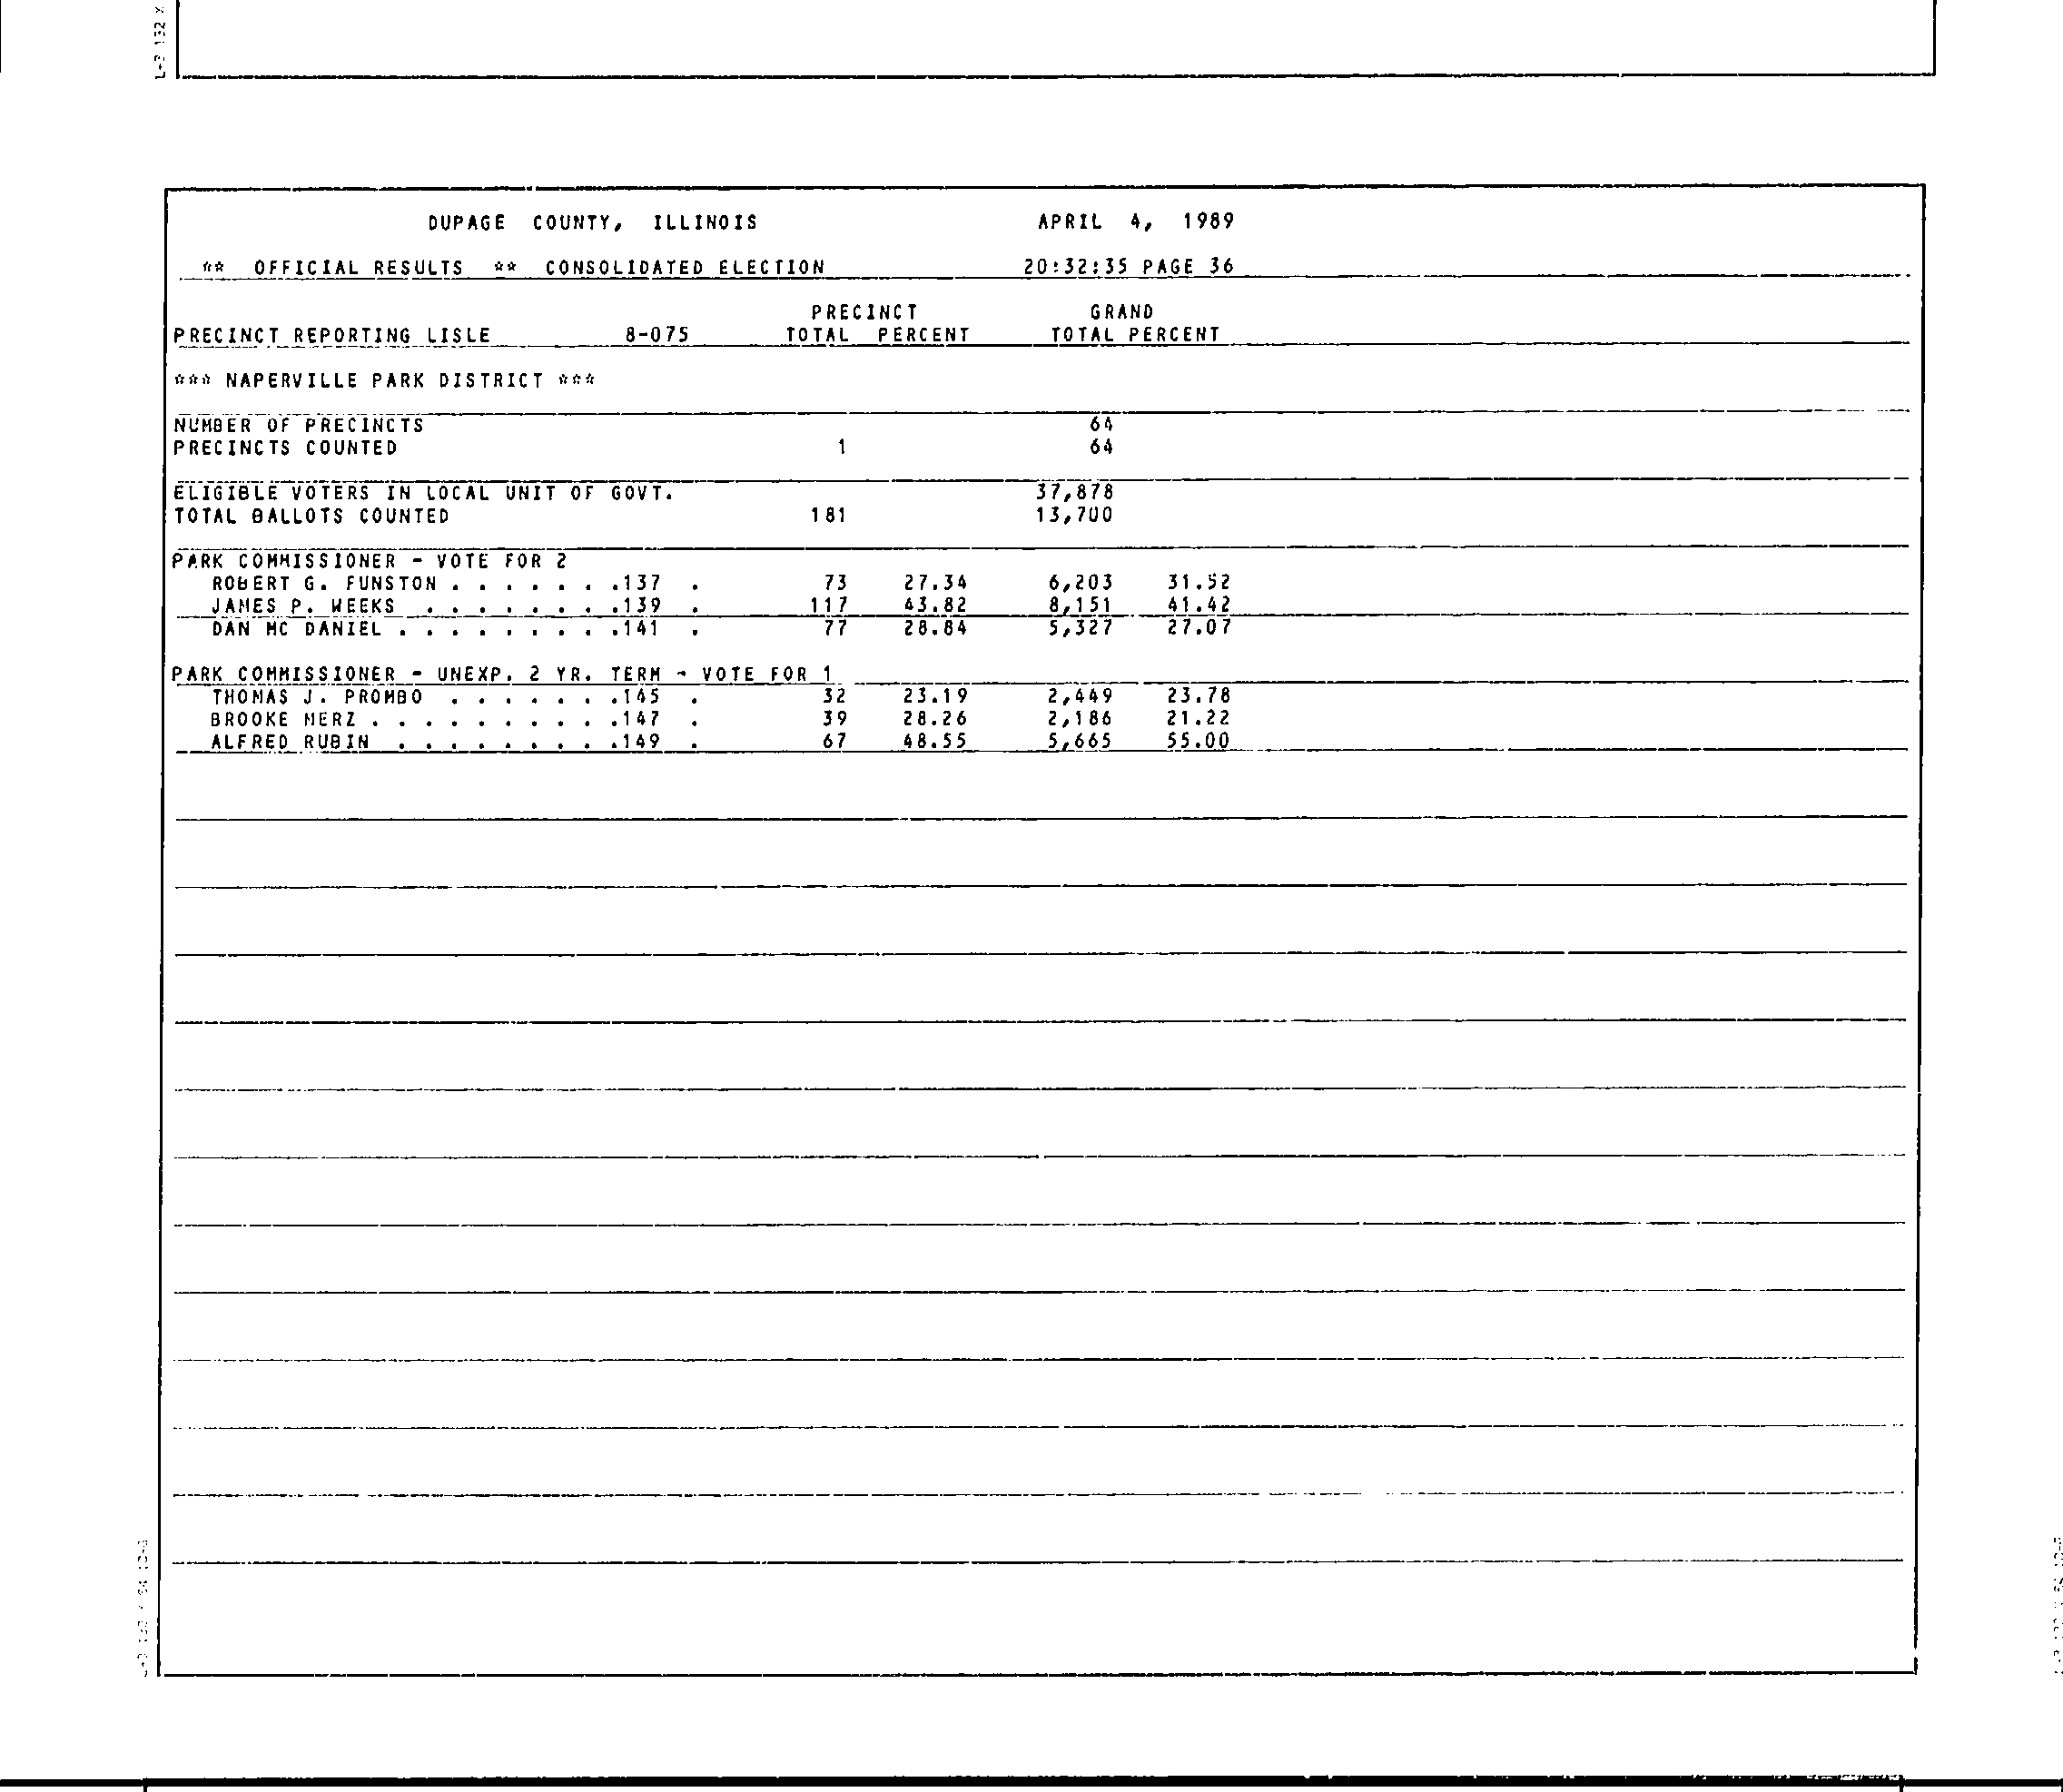 L-3 132
DUPAGE COUNTY, ILLINOIS APRIL 4, 1989
** OFFICIAL RESULTS ** CONSOLIDATED ELECTION 20:32:35 PAGE 36
PRECINCT GRAND
PRECINCT REPORTING LISLE 8-075 TOTAL PERCENT TOTAL PERCENT
*** NAPERVILLE PARK DISTRICT ***
NUMBER OF PRECINCTS 64
PRECINCTS COUNTED 1 64
ELIGIBLE VOTERS IN LOCAL UNIT OF GOVT. 37,878
TOTAL BALLOTS COUNTED 181 13,700
PARK COMMISSIONER - VOTE FOR 2
ROBERT G. FUNSTON . . . . . . .137 . 73 27.34 6,203 31.52
JAMES P. WEEKS . . . . . . . .139 . 117 43.82 8,151 41.42
DAN MC DANIEL . . . . . . . . .141 . 77 28.84 5,327 27.07
PARK COMMISSIONER - UNEXP. 2 YR. TERM - VOTE FOR 1
THOMAS J. PROMBO . . . . . . .145 . 32 23.19 2,449 23.78
BROOKE MERZ . . . . . . . . . .147 . 39 28.26 2,186 21.22
ALFRED RUBIN . . . . . . . . .149 . 67 48.55 5,665 55.00